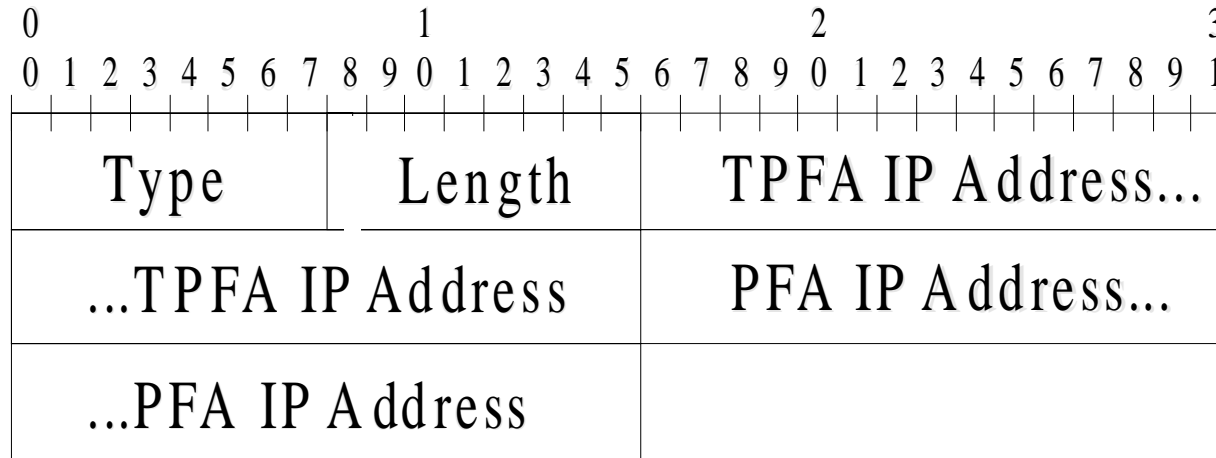 0 1 2 3
0 1 2 3 4 5 6 7 8 9 0 1 2 3 4 5 6 7 8 9 0 1 2 3 4 5 6 7 8 9 1
Type Length TPFA IP Address...
...TPFA IP Address PFA IP Address...
...PFA IP Address